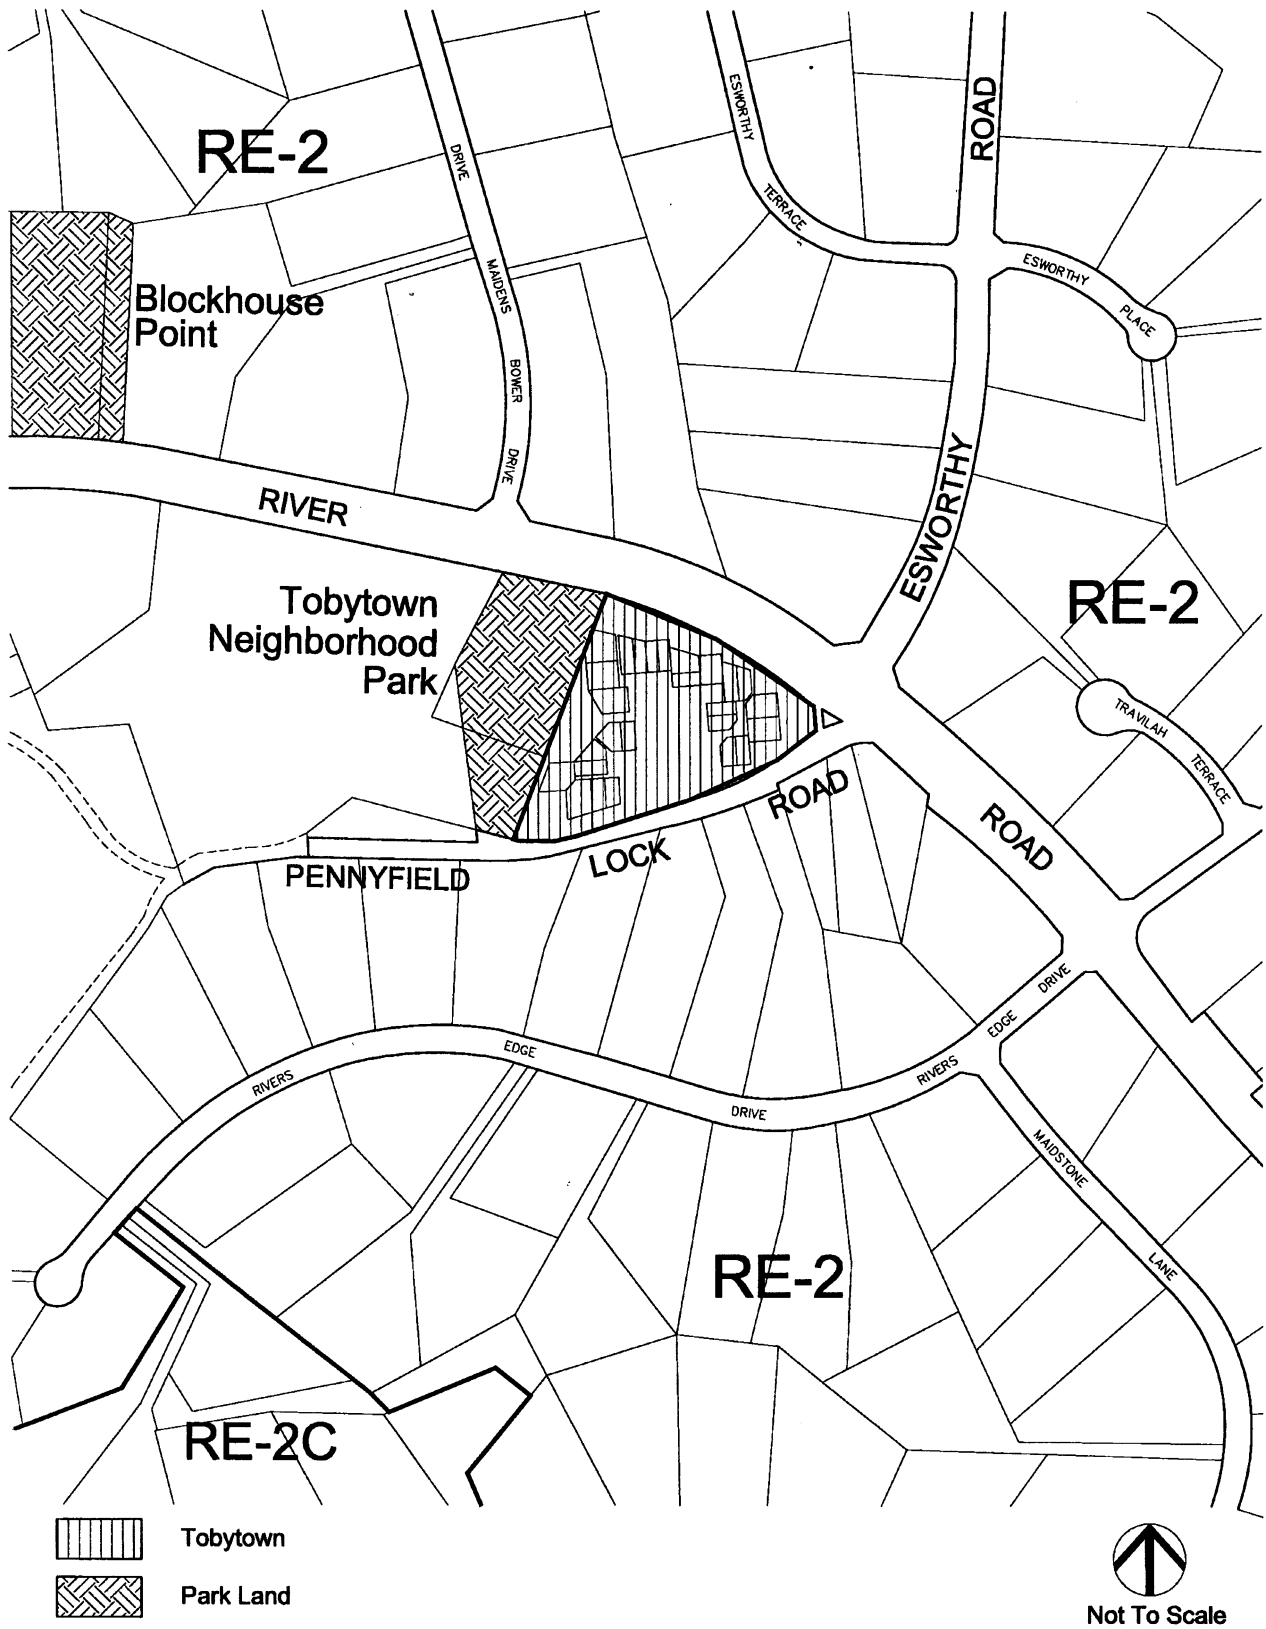 ESWORTHY
ROAD
RE-2
DRIVE
TERRACE
ESWORTHY
PLACE
MAIDENS
Blockhouse
Point
BOWER
DRIVE
RIVER
ESWORTHY
RE-2
Tobytown
Neighborhood
Park
TRAVILAH
TERRACE
ROAD
ROAD
LOCK
PENNYFIELD
DRIVE
EDGE
RIVERS
EDGE
RIVERS
DRIVE
MAIDSTONE
LANE
RE-2
RE-2C
Tobytown
Park Land
Not To Scale